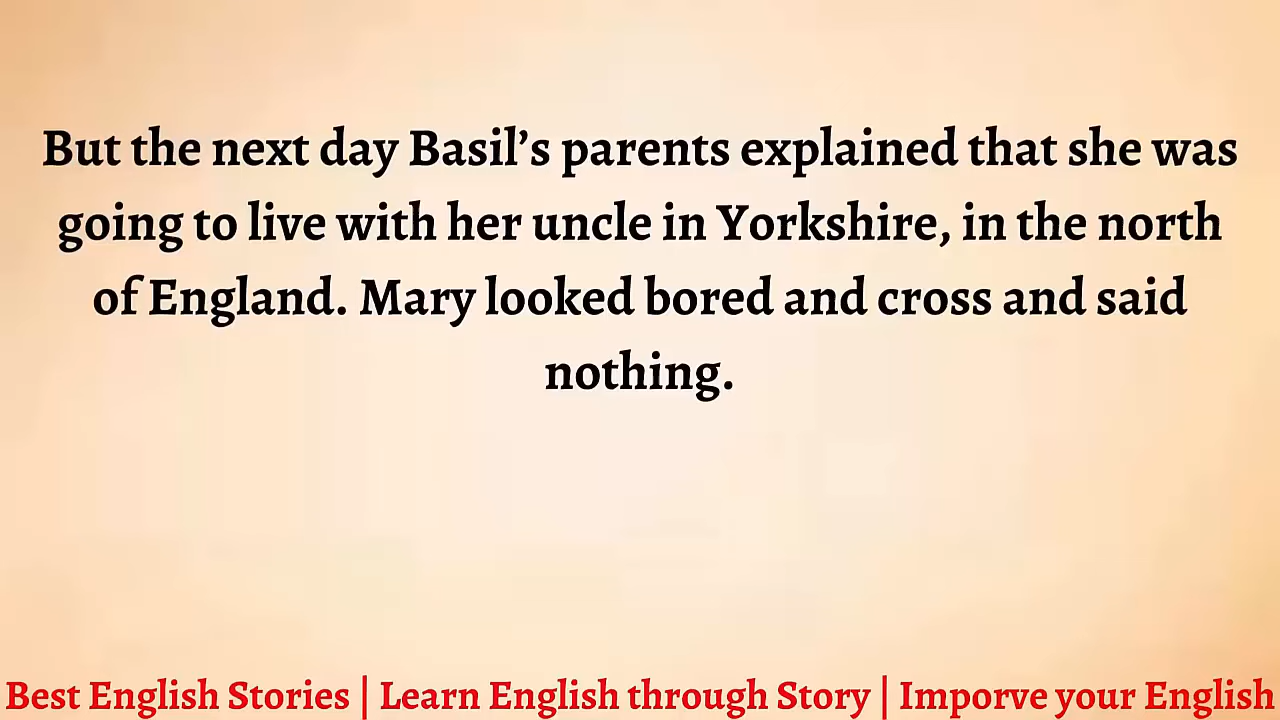 But the next day Basil’s parents explained that she was
going to live with her uncle in Yorkshire, in the north
of England. Mary looked bored and cross and said
nothing.
Best English Stories | Learn English through Story | Imporve your English